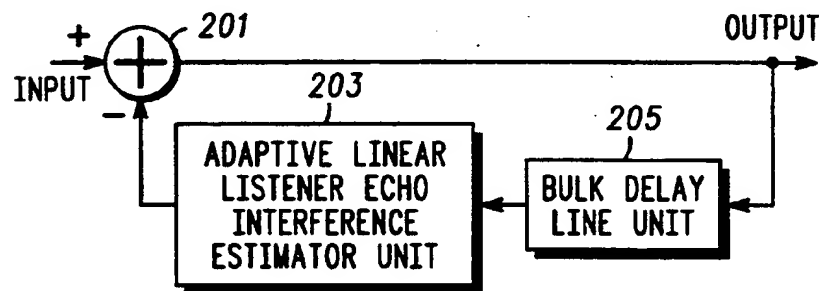 201
OUTPUT
+
INPUT
+
−
203
205
ADAPTIVE LINEAR
LISTENER ECHO
INTERFERENCE
ESTIMATOR UNIT
BULK DELAY
LINE UNIT